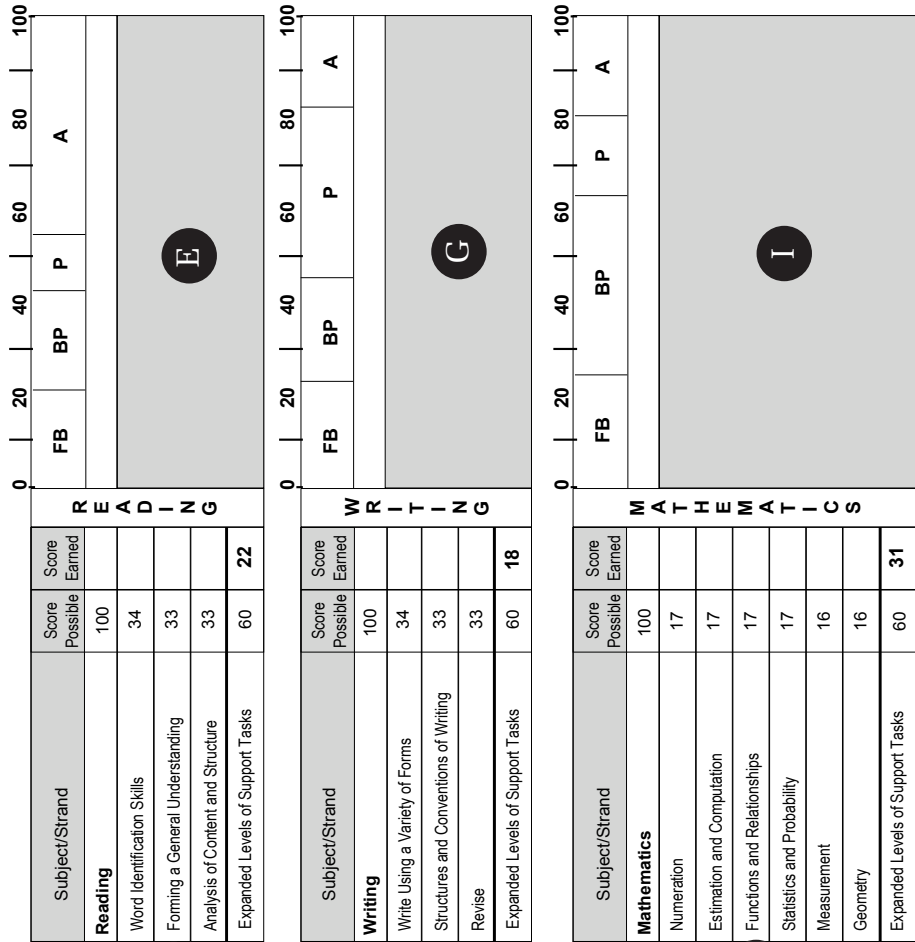 Subject/Strand Score Possible Score Earned
Reading 100
Word Identification Skills 34
Forming a General Understanding 33
Analysis of Content and Structure 33
Expanded Levels of Support Tasks 60 22
READING
0 20 40 60 80 100
FB BP P A
E
Subject/Strand Score Possible Score Earned
Writing 100
Write Using a Variety of Forms 34
Structures and Conventions of Writing 33
Revise 33
Expanded Levels of Support Tasks 60 18
WRITING
0 20 40 60 80 100
FB BP P A
G
Subject/Strand Score Possible Score Earned
Mathematics 100
Numeration 17
Estimation and Computation 17
) Functions and Relationships 17
Statistics and Probability 17
Measurement 16
Geometry 16
Expanded Levels of Support Tasks 60 31
MATHEMATICS
0 20 40 60 80 100
FB BP P A
I